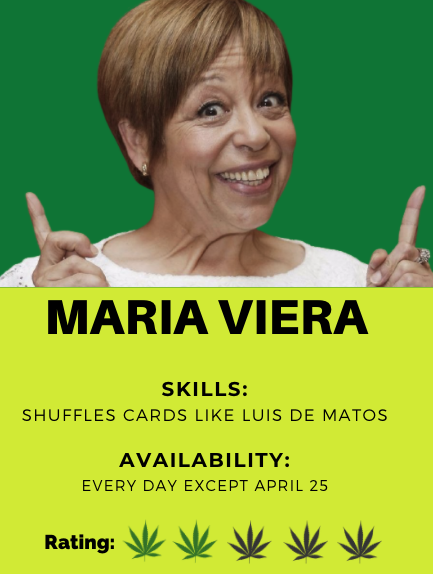 MARIA VIERA
SKILLS:
SHUFFLES CARDS LIKE LUIS DE MATOS
AVAILABILITY:
EVERY DAY EXCEPT APRIL 25
Rating: